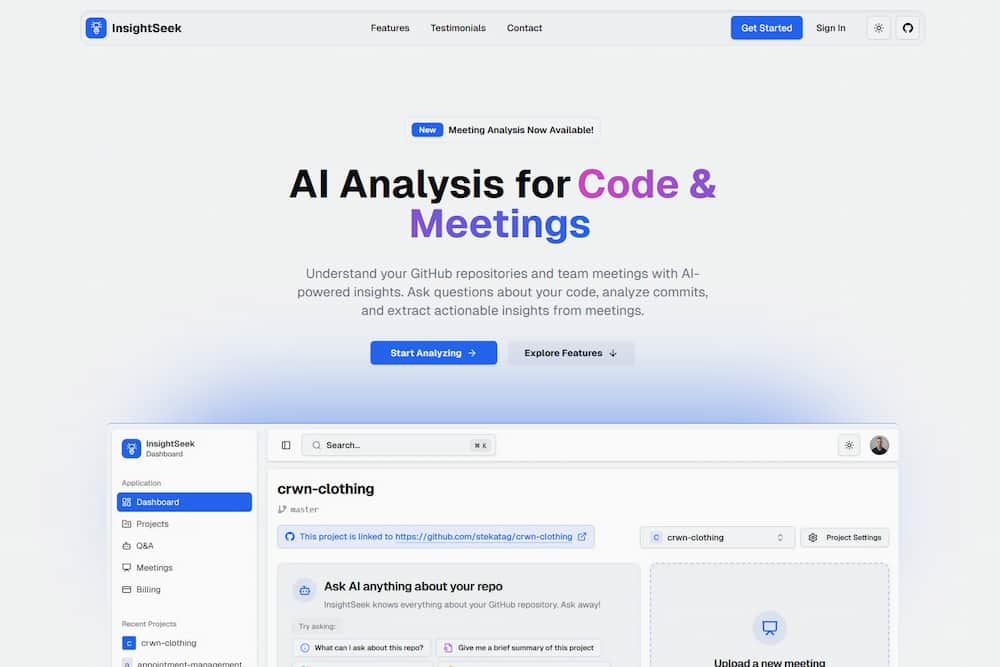 InsightSeek
Features Testimonials Contact
Get Started Sign In
New Meeting Analysis Now Available!
AI Analysis for Code &
Meetings
Understand your GitHub repositories and team meetings with AI-
powered insights. Ask questions about your code, analyze commits,
and extract actionable insights from meetings.
Start Analyzing → Explore Features ↓
InsightSeek
Dashboard
Application
Dashboard
Projects
Q&A
Meetings
Billing
Recent Projects
C crwn-clothing
appointment-management
Search... ⌘ K
crwn-clothing
master
This project is linked to https://github.com/stekatag/crwn-clothing
C crwn-clothing
Project Settings
Ask AI anything about your repo
InsightSeek knows everything about your GitHub repository. Ask away!
Try asking:
What can I ask about this repo? Give me a brief summary of this project
Upload a new meeting